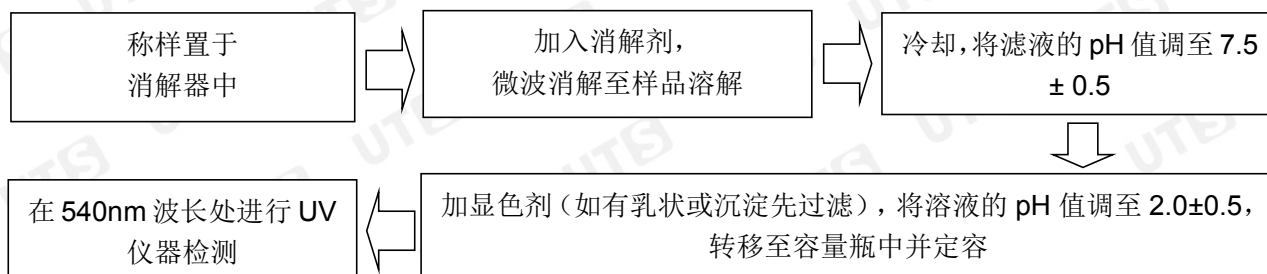 称样置于
消解器中
加入消解剂，
微波消解至样品溶解
冷却，将滤液的 pH 值调至 7.5
± 0.5
加显色剂（如有乳状或沉淀先过滤），将溶液的 pH 值调至 2.0±0.5，
转移至容量瓶中并定容
在 540nm 波长处进行 UV
仪器检测